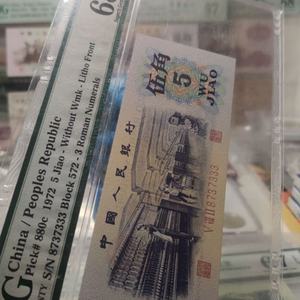 China / Peoples Republic
Pick# 880c 1972 5 Jiao - Without Wmk - Litho Front
S/N 8737333 Block 572 - 3 Roman Numerals
伍角
5
WU
JIAO
中国人民银行
8737333